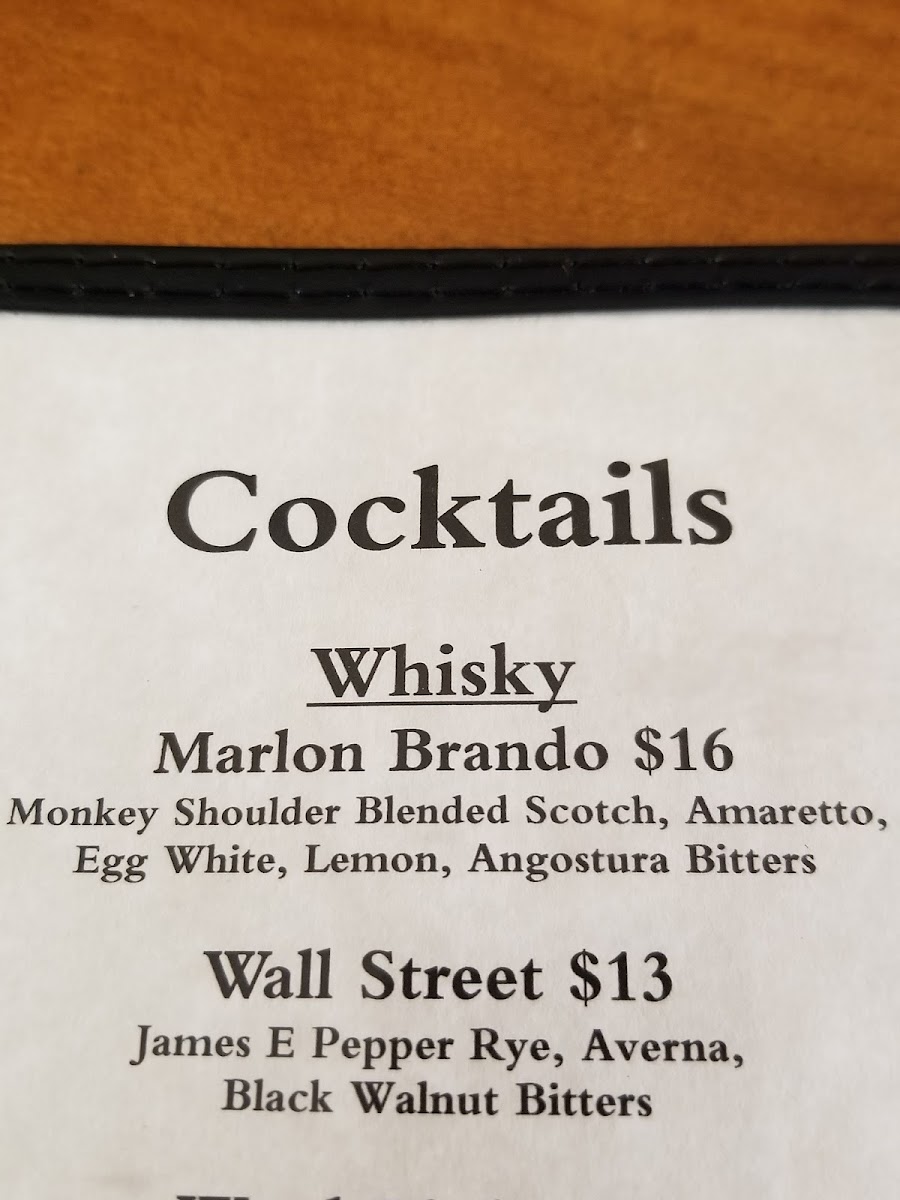 Cocktails
Whisky
Marlon Brando $16
Monkey Shoulder Blended Scotch, Amaretto,
Egg White, Lemon, Angostura Bitters
Wall Street $13
James E Pepper Rye, Averna,
Black Walnut Bitters